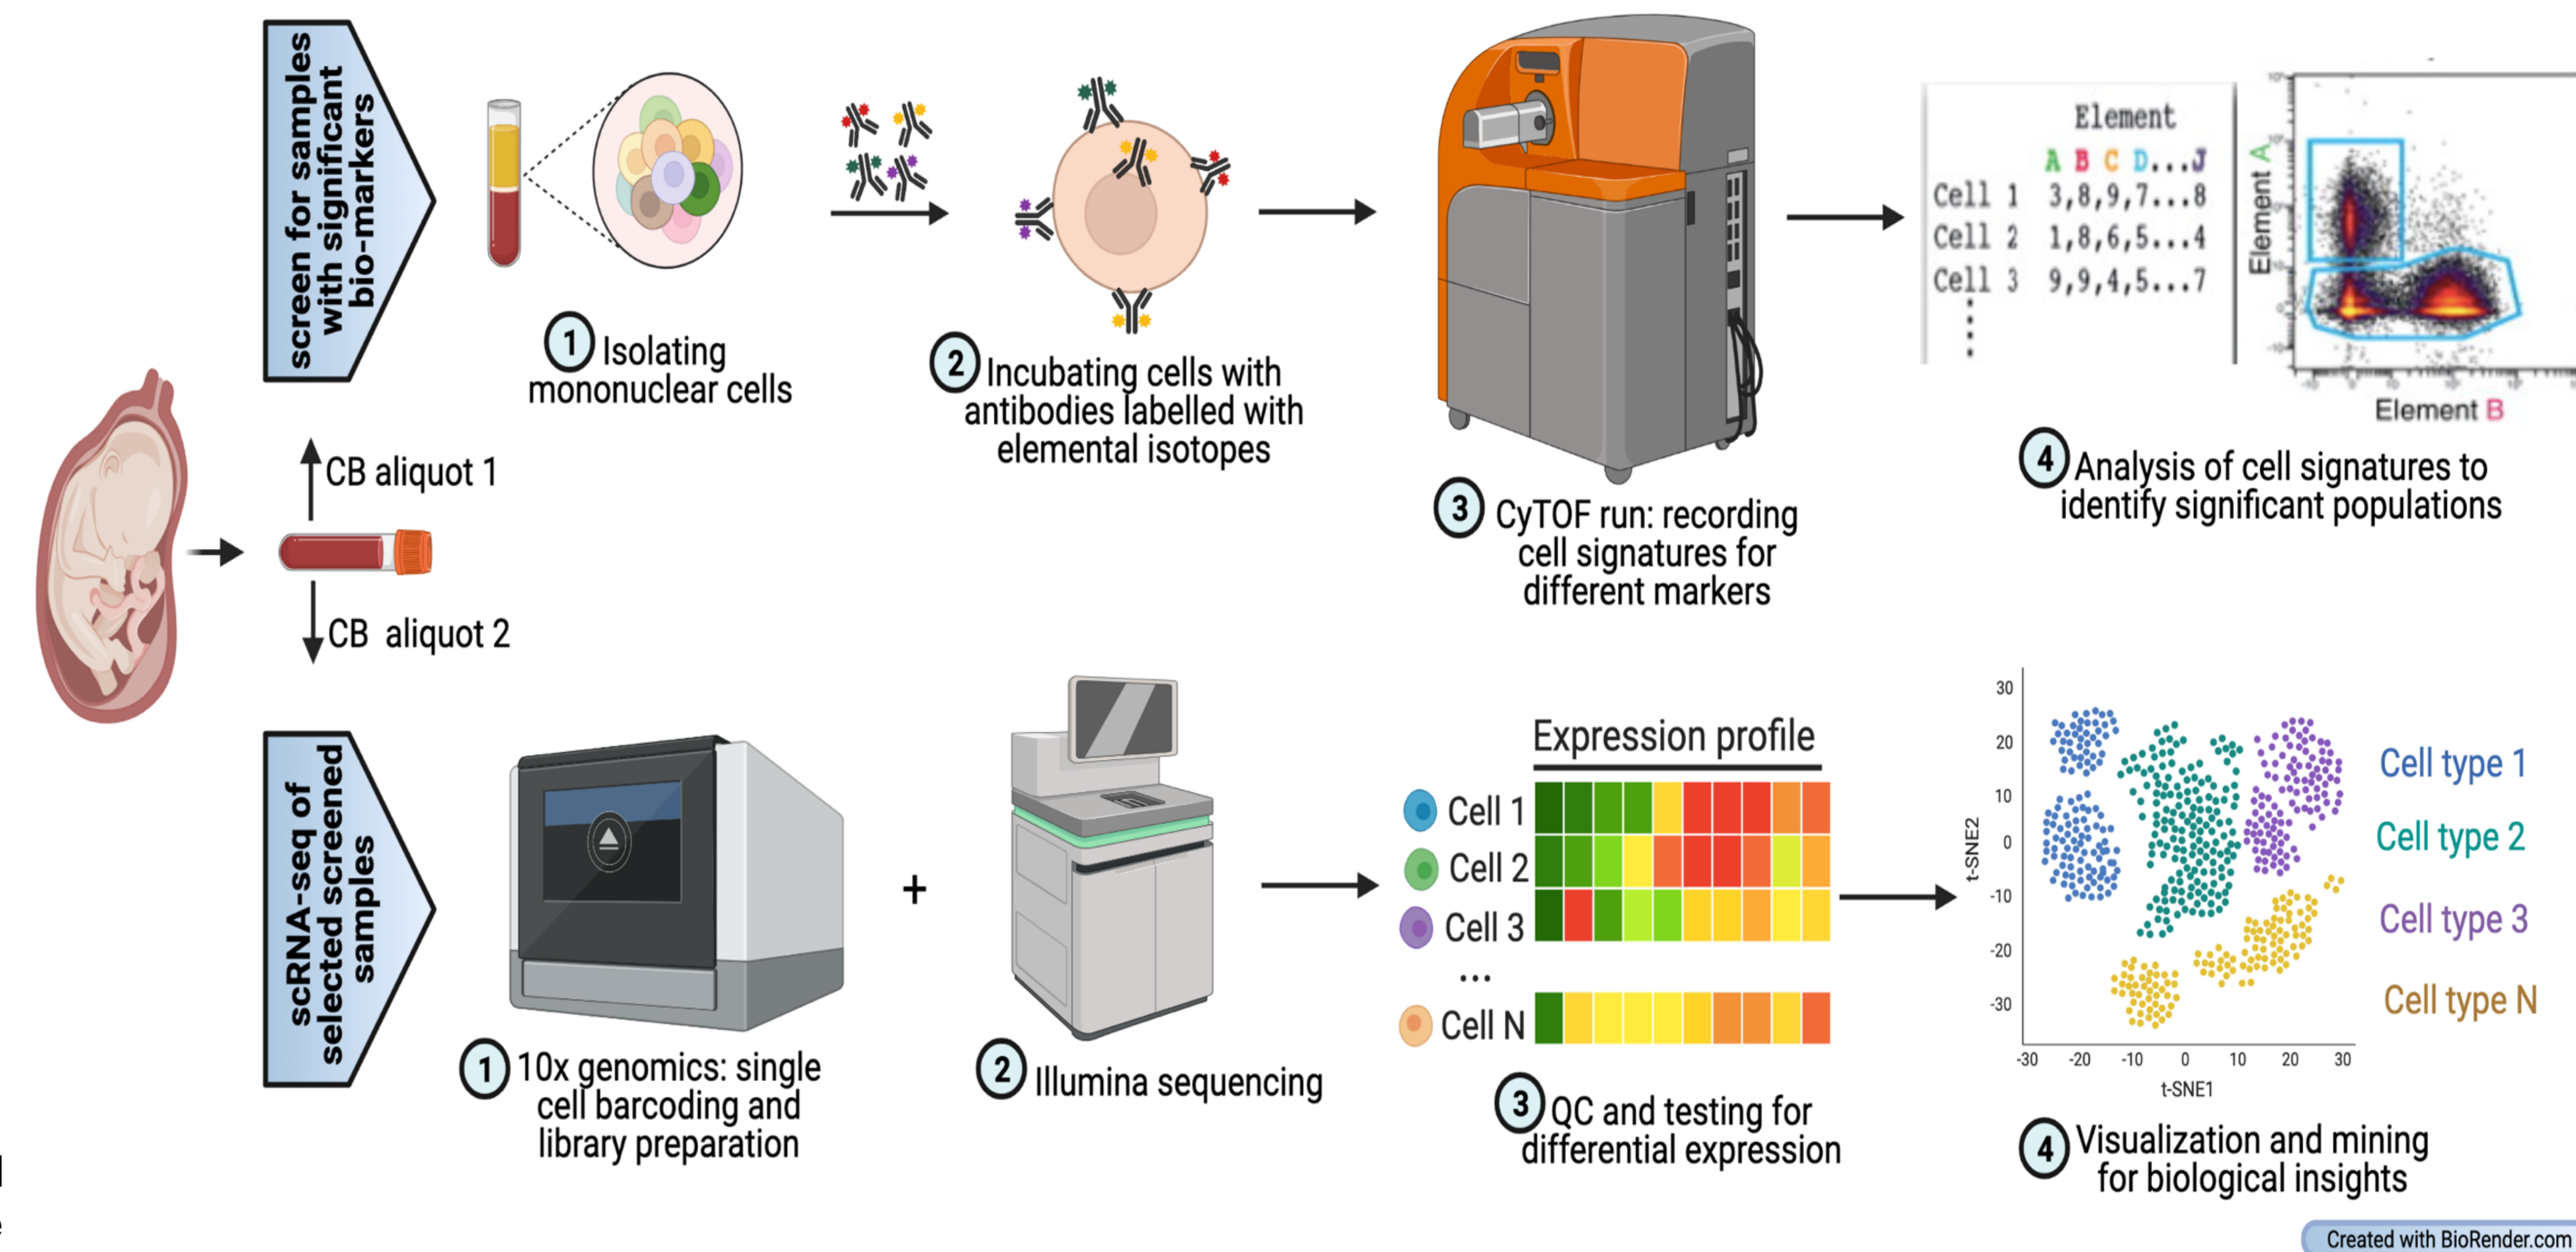 screen for samples
with significant
bio-markers
1 Isolating
mononuclear cells
2 Incubating cells with
antibodies labelled with
elemental isotopes
3 CyTOF run: recording
cell signatures for
different markers
Element
A B C D...J
Cell 1 3,8,9,7...8
Cell 2 1,8,6,5...4
Cell 3 9,9,4,5...7
Element A
Element B
4 Analysis of cell signatures to
identify significant populations
CB aliquot 1
CB aliquot 2
scRNA-seq of
selected screened
samples
1 10x genomics: single
cell barcoding and
library preparation
+
2 Illumina sequencing
Expression profile
Cell 1
Cell 2
Cell 3
...
Cell N
3 QC and testing for
differential expression
t-SNE2
30
20
10
0
-10
-20
-30
-30 -20 -10 0 10 20 30
t-SNE1
Cell type 1
Cell type 2
Cell type 3
Cell type N
4 Visualization and mining
for biological insights
Created with BioRender.com